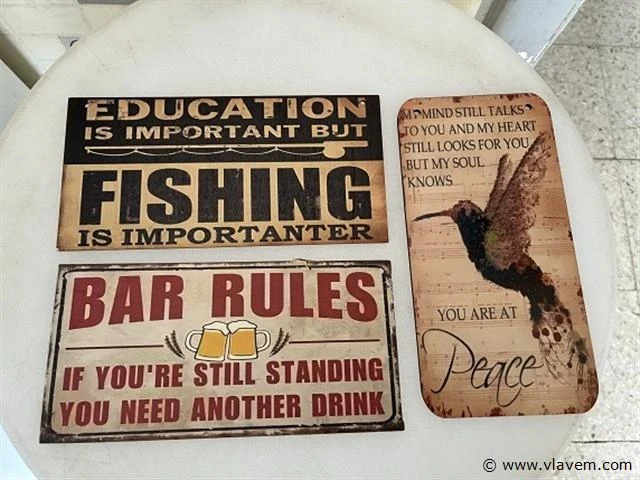 EDUCATION
IS IMPORTANT BUT
FISHING
IS IMPORTANTER
BAR RULES
IF YOU'RE STILL STANDING
YOU NEED ANOTHER DRINK
MY MIND STILL TALKS
TO YOU AND MY HEART
STILL LOOKS FOR YOU
BUT MY SOUL
KNOWS
YOU ARE AT
Peace
© www.vlavem.com